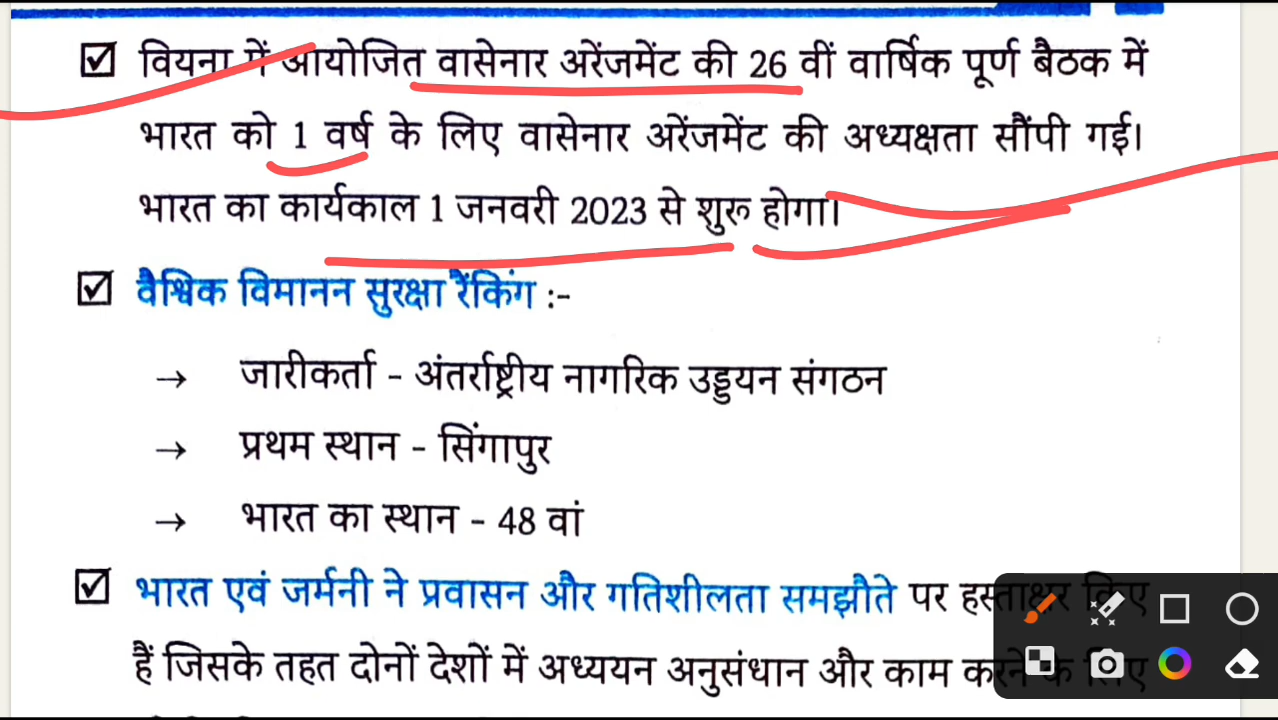 वियना में आयोजित वासेनार अरेंजमेंट की 26 वीं वार्षिक पूर्ण बैठक में
भारत को 1 वर्ष के लिए वासेनार अरेंजमेंट की अध्यक्षता सौंपी गई।
भारत का कार्यकाल 1 जनवरी 2023 से शुरू होगा।
वैश्विक विमानन सुरक्षा रैंकिंग :-
→ जारीकर्ता - अंतर्राष्ट्रीय नागरिक उड्डयन संगठन
→ प्रथम स्थान - सिंगापुर
→ भारत का स्थान - 48 वां
भारत एवं जर्मनी ने प्रवासन और गतिशीलता समझौते पर हस्ताक्षर किए
हैं जिसके तहत दोनों देशों में अध्ययन अनुसंधान और काम करने के लिए